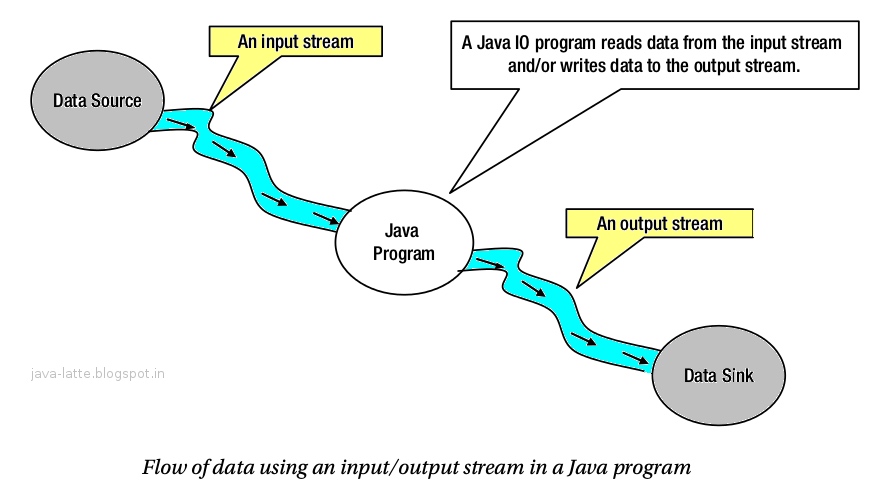 An input stream
A Java IO program reads data from the input stream
and/or writes data to the output stream.
Data Source
Java
Program
An output stream
Data Sink
java-latte.blogspot.in
Flow of data using an input/output stream in a Java program